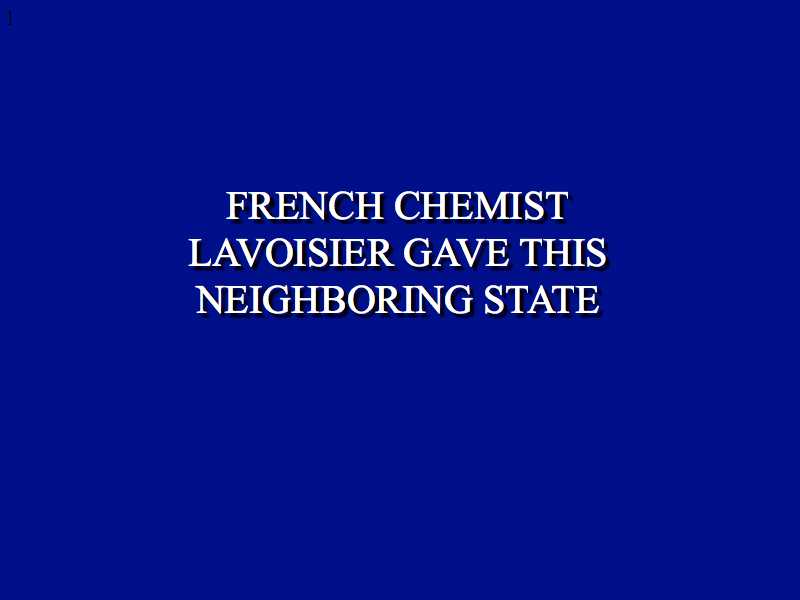 1
FRENCH CHEMIST
LAVOISIER GAVE THIS
NEIGHBORING STATE